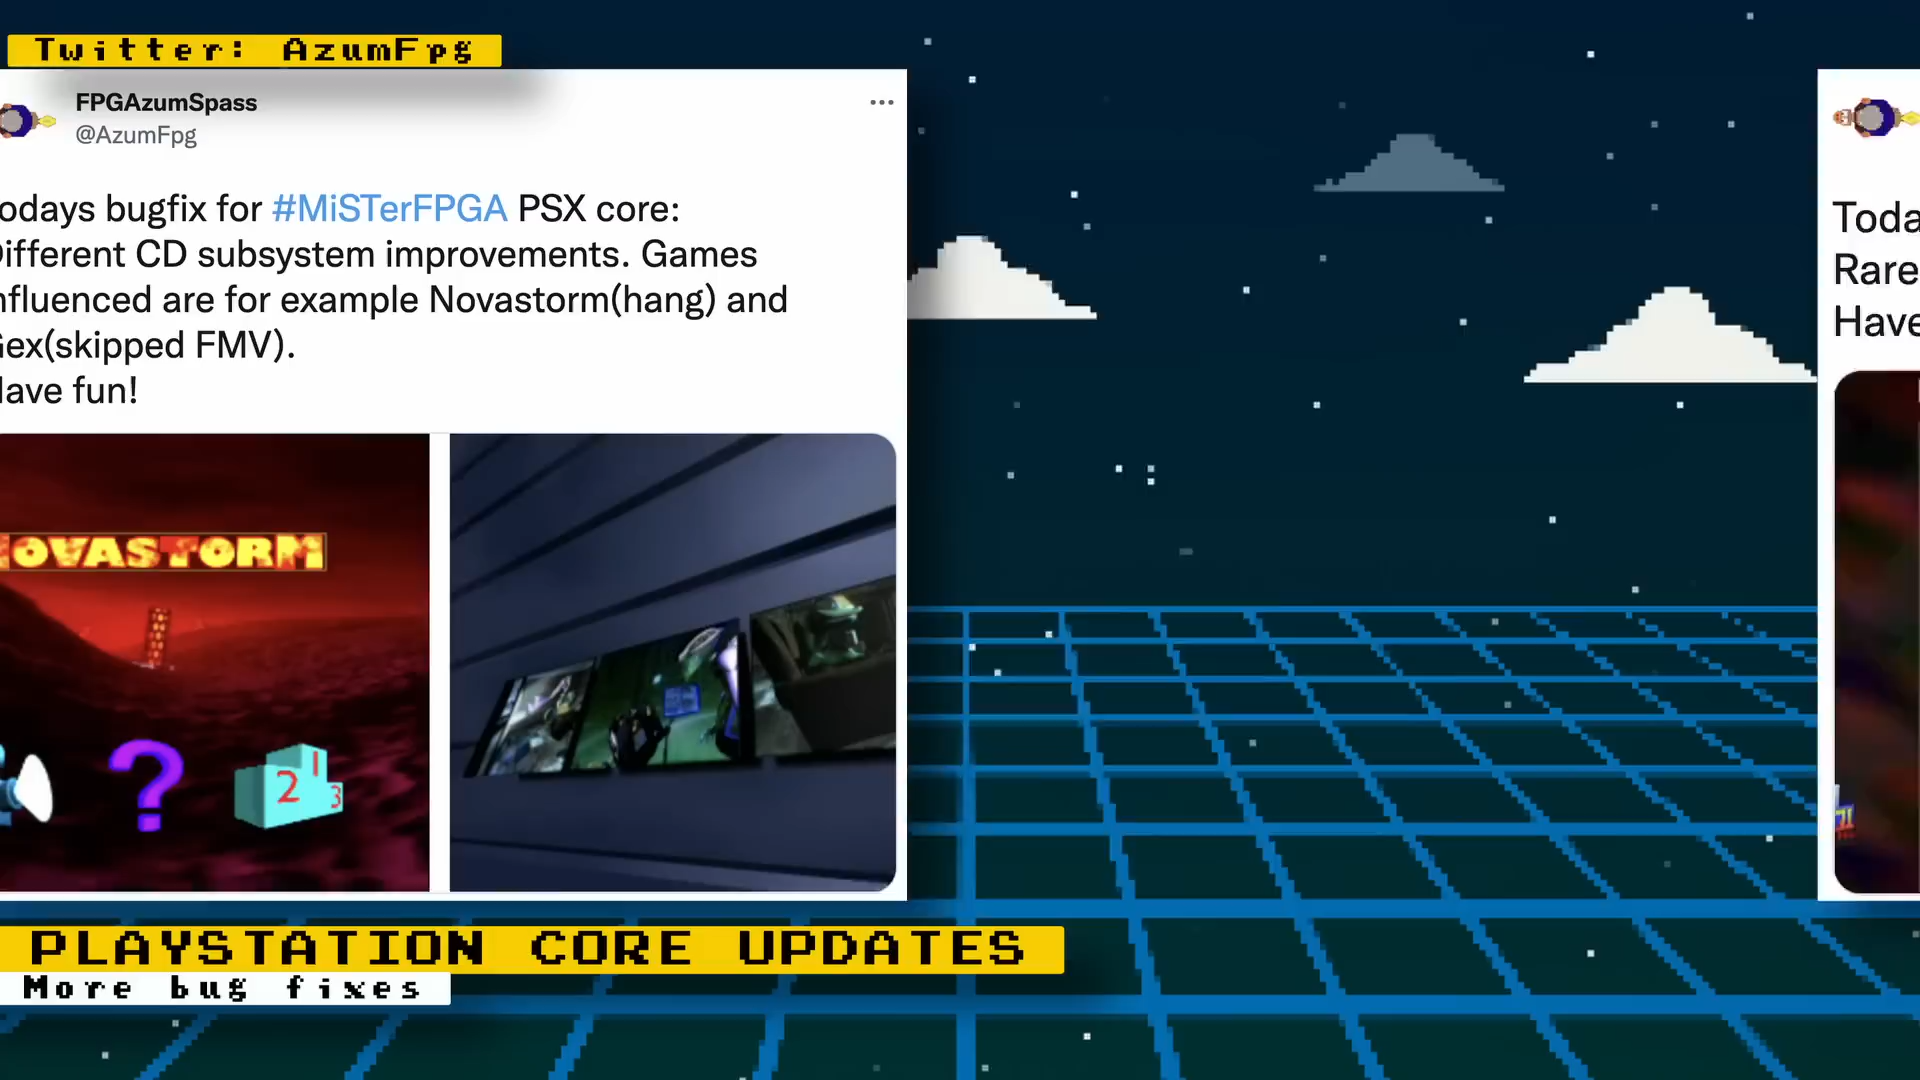 Twitter: AzumFpg
FPGAzumSpass
@AzumFpg
odays bugfix for #MiSTerFPGA PSX core:
ifferent CD subsystem improvements. Games
nfluenced are for example Novastorm(hang) and
ex(skipped FMV).
ave fun!
OVASTORM
?
2 1 3
Toda
Rare
Have
PLAYSTATION CORE UPDATES
More bug fixes